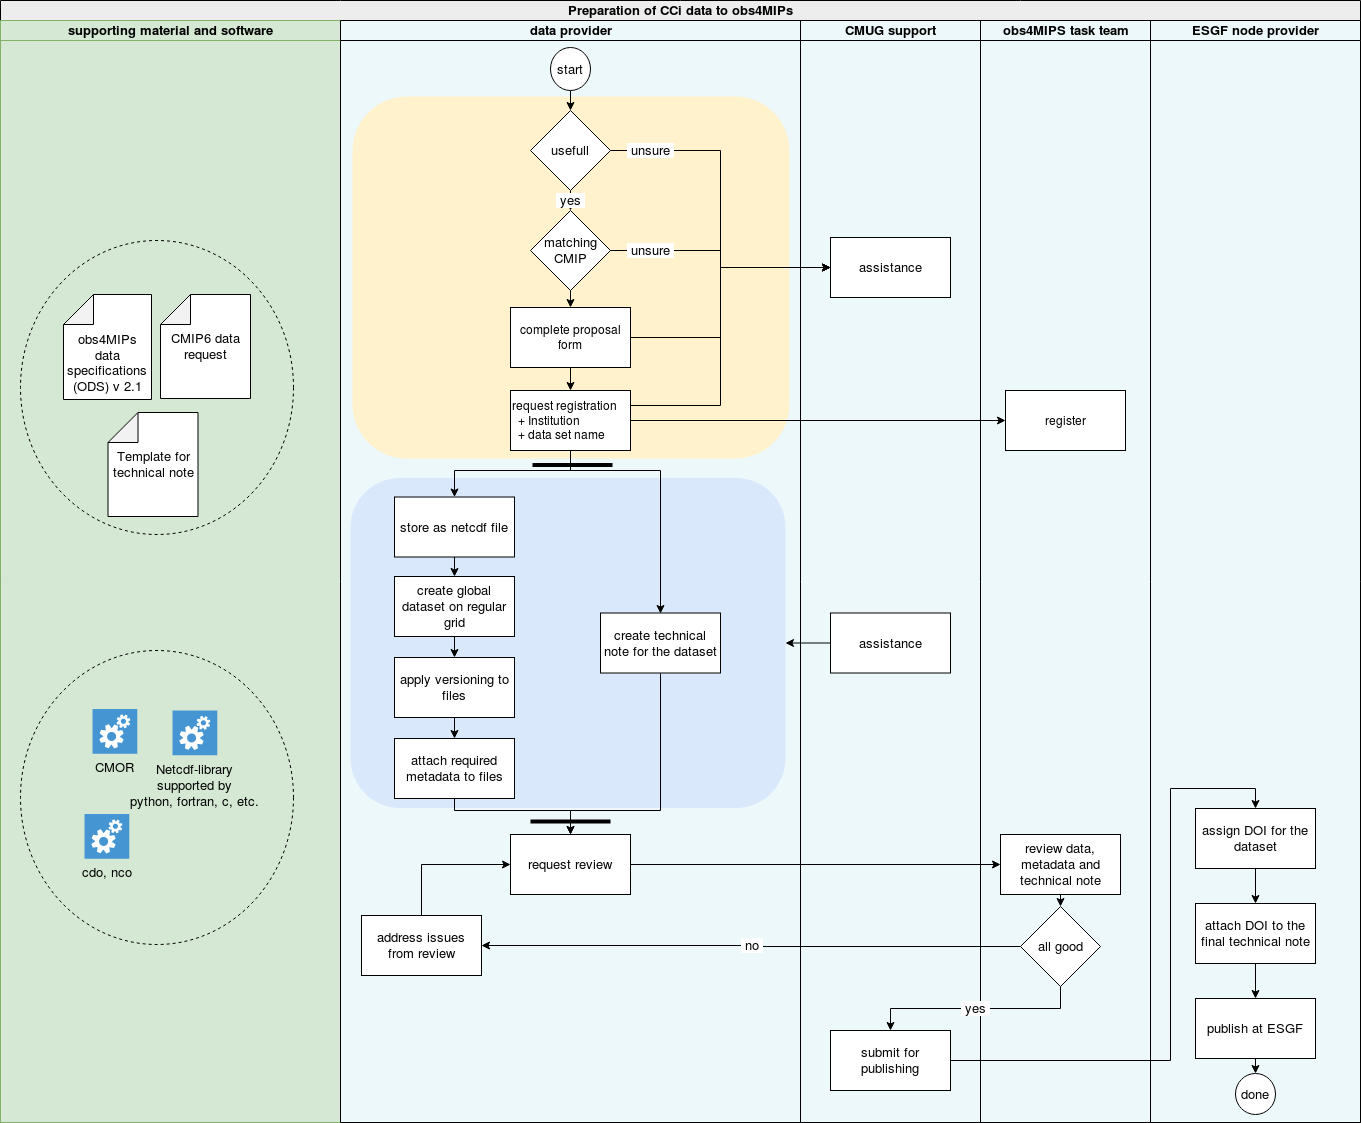 Preparation of CCi data to obs4MIPs
supporting material and software
data provider
CMUG support
obs4MIPS task team
ESGF node provider
start
usefull
unsure
yes
matching
CMIP
unsure
assistance
complete proposal
form
request registration
+ Institution
+ data set name
register
obs4MIPs
data
specifications
(ODS) v 2.1
CMIP6 data
request
Template for
technical note
store as netcdf file
create global
dataset on regular
grid
apply versioning to
files
attach required
metadata to files
create technical
note for the dataset
assistance
CMOR
Netcdf-library
supported by
python, fortran, c, etc.
cdo, nco
request review
review data,
metadata and
technical note
address issues
from review
no
all good
yes
submit for
publishing
assign DOI for the
dataset
attach DOI to the
final technical note
publish at ESGF
done